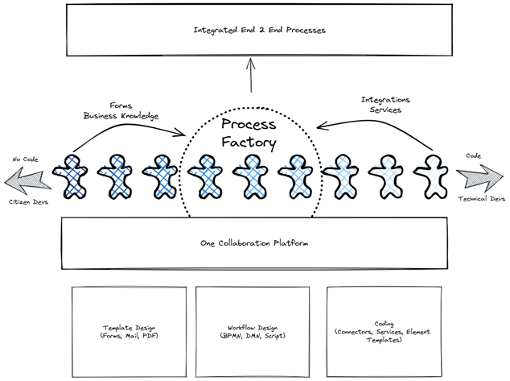 Integrated End 2 End Processes
Forms
Business Knowledge
Process
Factory
Integrations
Services
No Code
Citizen Devs
Code
Technical Devs
One Collaboration Platform
Template Design
(Forms, Mail, PDF)
Workflow Design
(BPMN, DMN, Script)
Coding
(Connectors, Services, Element
Templates)